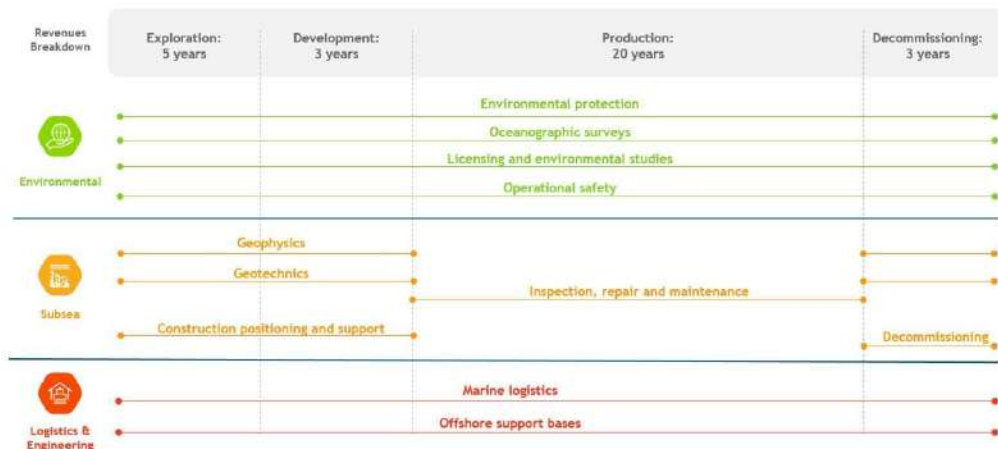 Revenues
Breakdown
Exploration:
5 years
Development:
3 years
Production:
20 years
Decommissioning:
3 years
Environmental
Environmental protection
Oceanographic surveys
Licensing and environmental studies
Operational safety
Subsea
Geophysics
Geotechnics
Inspection, repair and maintenance
Construction positioning and support
Decommissioning
Logistics &
Engineering
Marine logistics
Offshore support bases